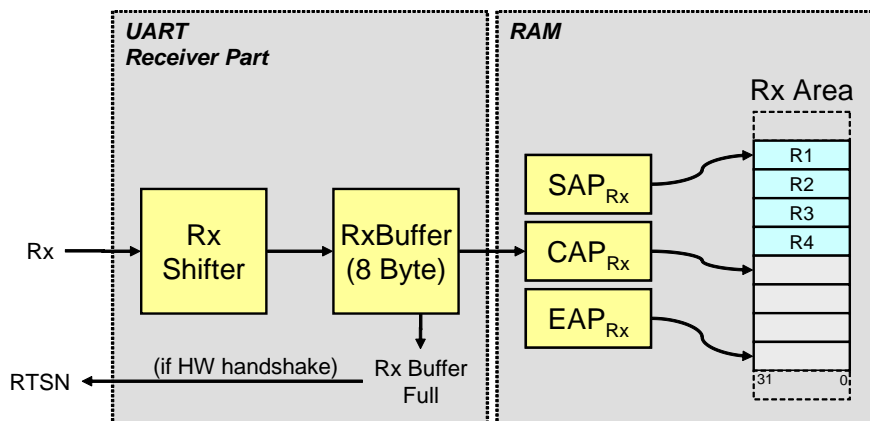 UART
Receiver Part
RAM
Rx Area
R1
R2
R3
R4
SAPRx
Rx
Rx
Shifter
RxBuffer
(8 Byte)
CAPRx
EAPRx
31
0
(if HW handshake)
Rx Buffer
Full
RTSN